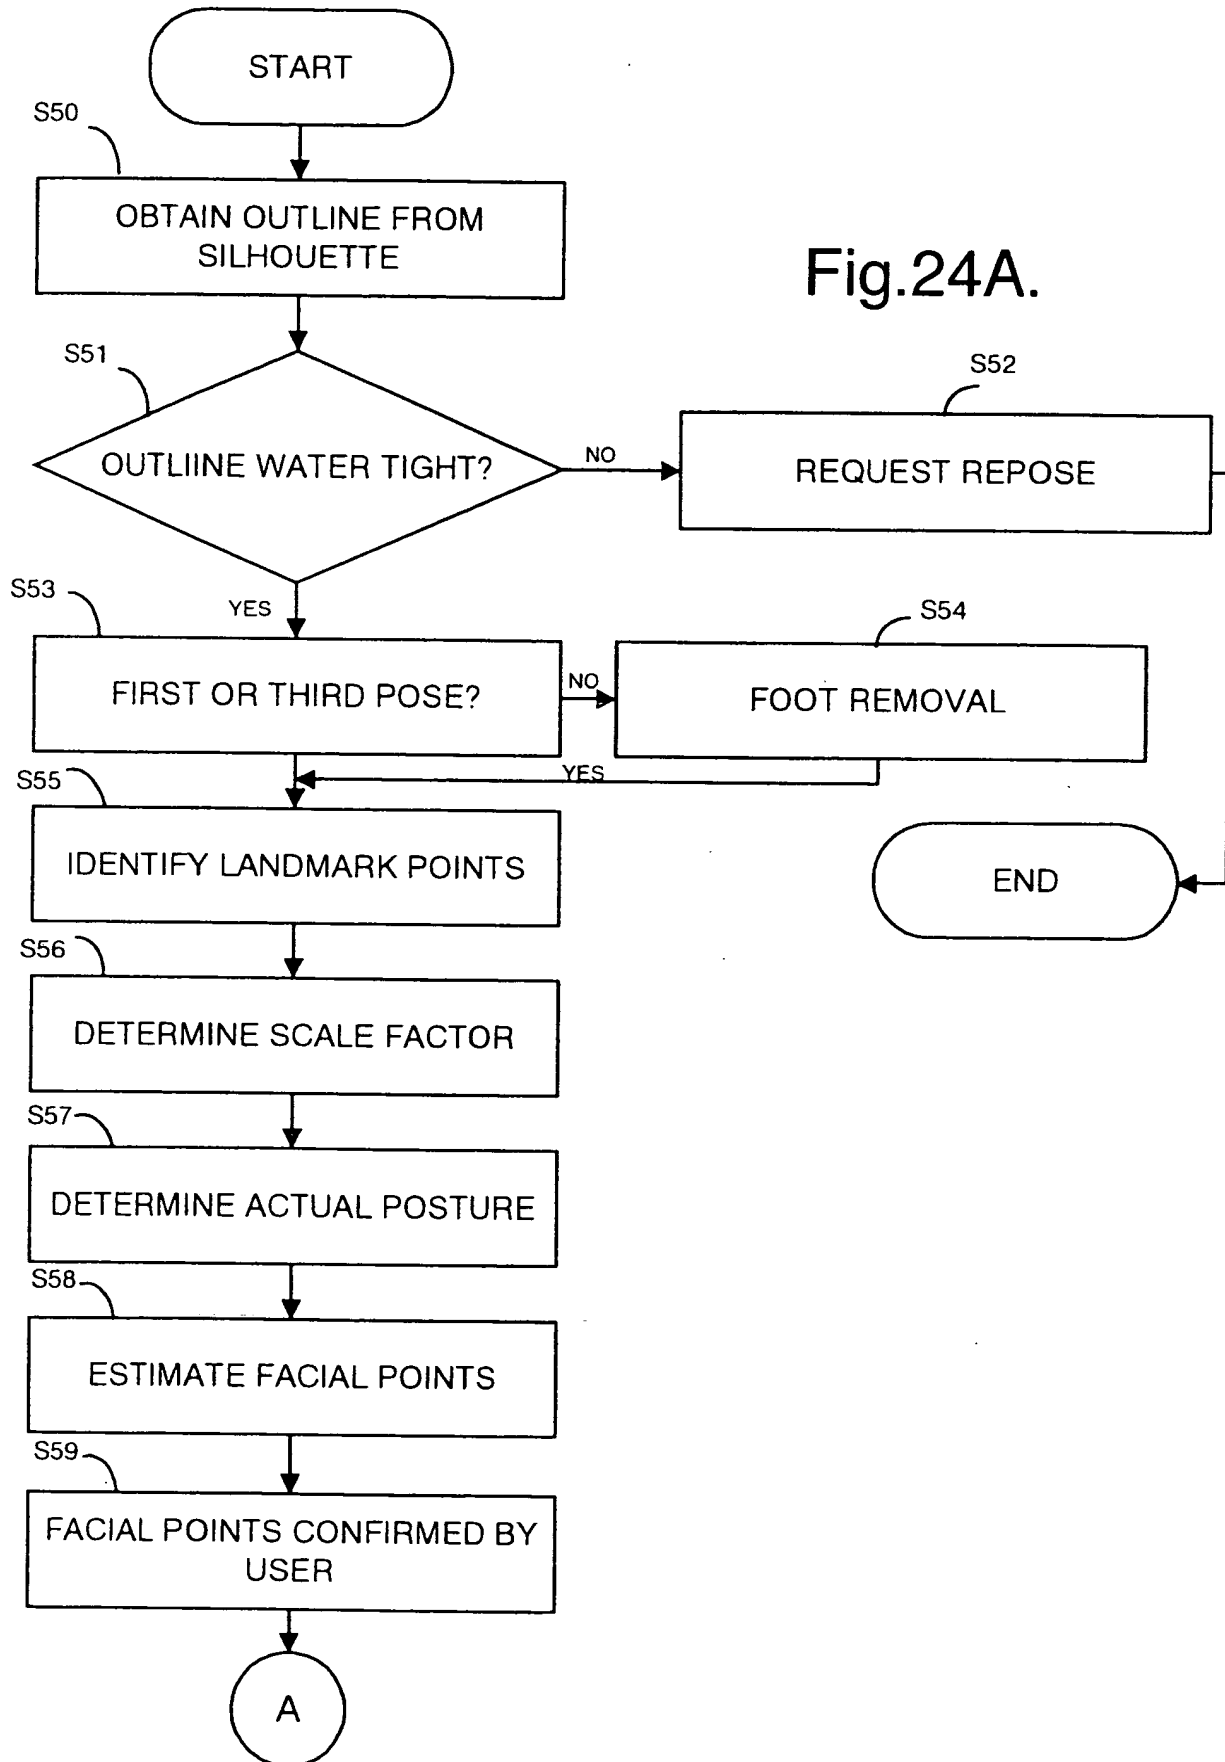 START
S50
OBTAIN OUTLINE FROM
SILHOUETTE
Fig.24A.
S51
OUTLIINE WATER TIGHT?
NO
S52
REQUEST REPOSE
YES
S53
FIRST OR THIRD POSE?
NO
S54
FOOT REMOVAL
YES
S55
IDENTIFY LANDMARK POINTS
END
S56
DETERMINE SCALE FACTOR
S57
DETERMINE ACTUAL POSTURE
S58
ESTIMATE FACIAL POINTS
S59
FACIAL POINTS CONFIRMED BY
USER
A